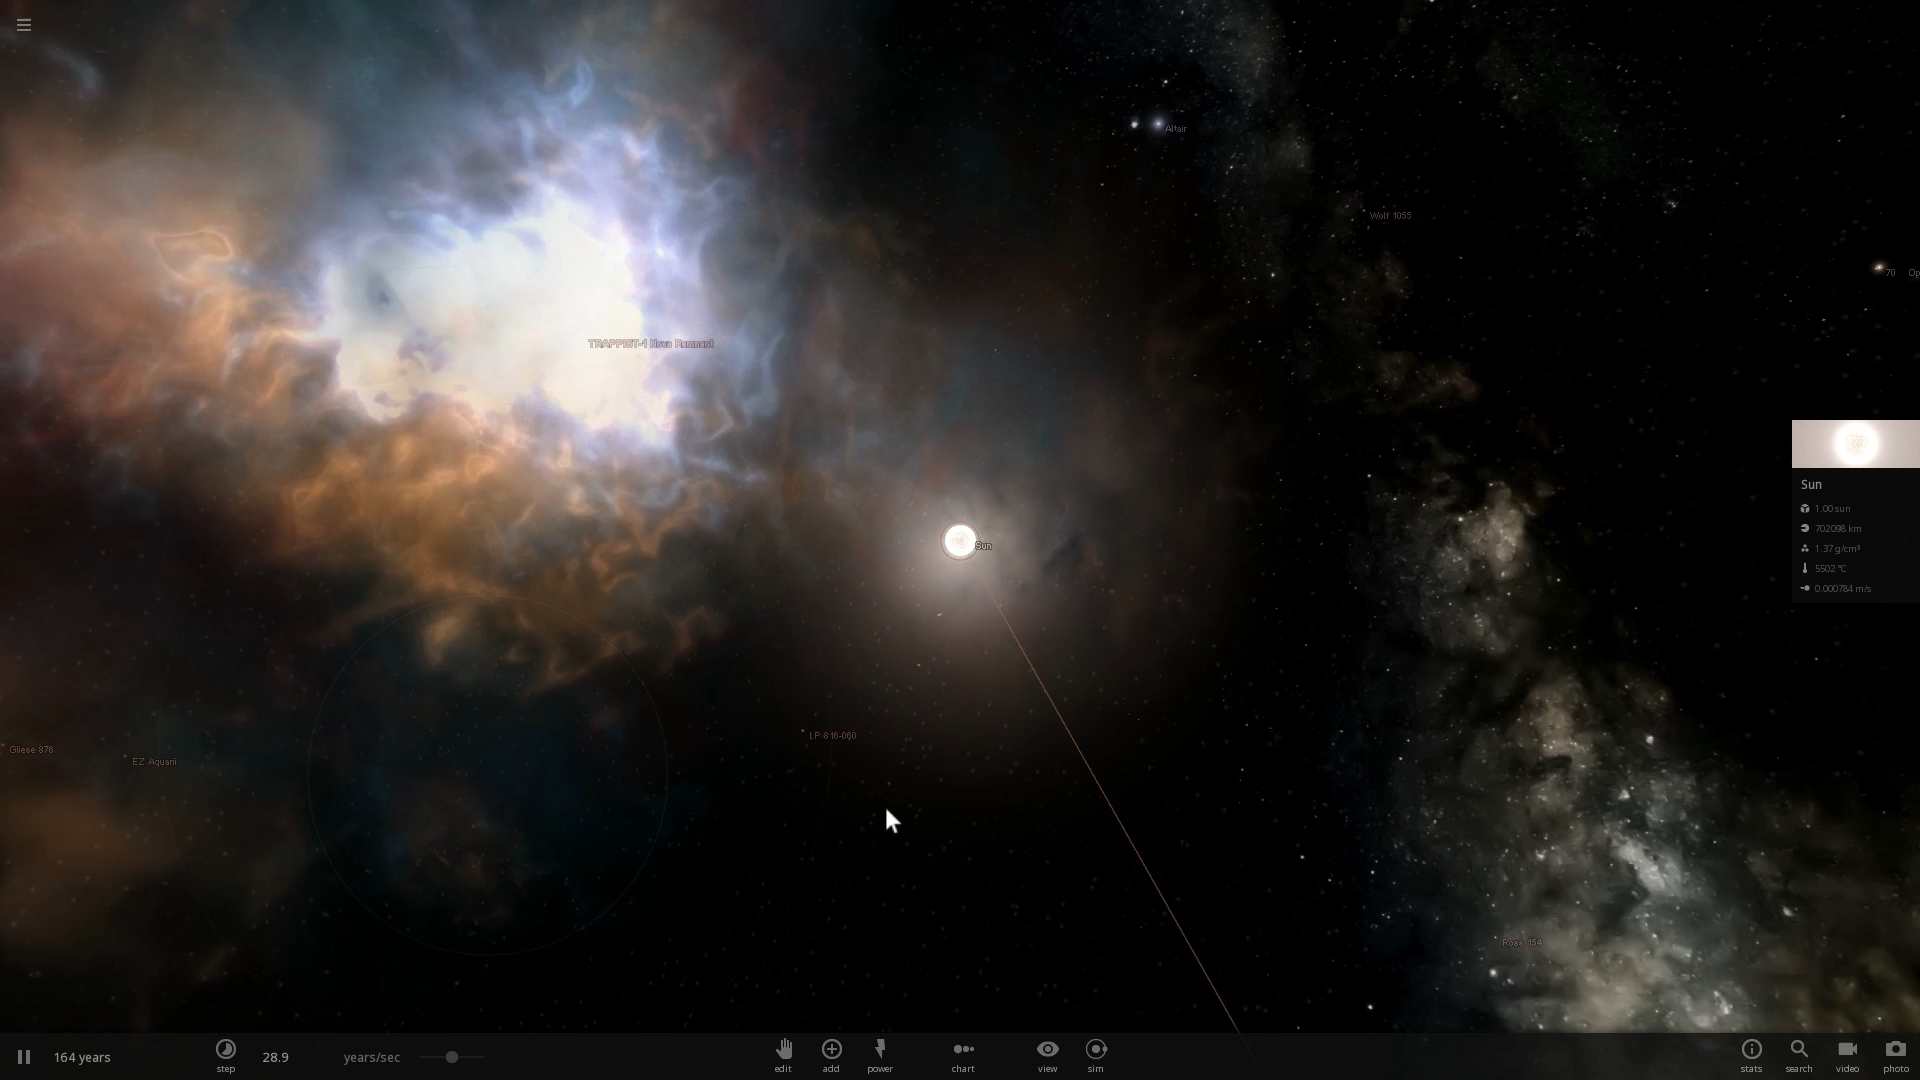 Altair
Wolf 1055
70 Op
TRAPPIST-1 Nova Remnant
Sun
Sun
1.00 sun
702098 km
1.37 g/cm³
5502 °C
0.000784 m/s
LP 816-060
Gliese 876
EZ Aquarii
Ross 154
164 years
step
28.9
years/sec
edit
add
power
chart
view
sim
stats
search
video
photo